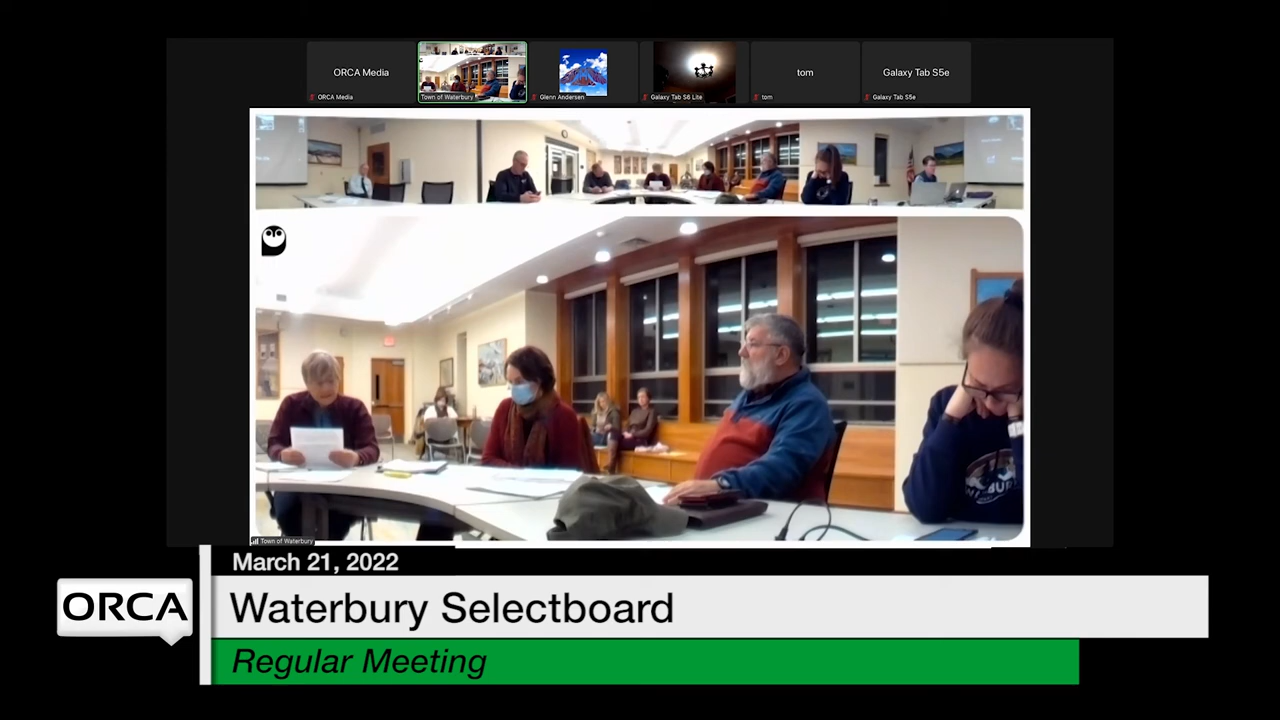 ORCA Media
tom
Galaxy Tab S5e
ORCA Media
Town of Waterbury
Glenn Andersen
Galaxy Tab S6 Lite
tom
Galaxy Tab S5e
Town of Waterbury
March 21, 2022
ORCA
Waterbury Selectboard
Regular Meeting